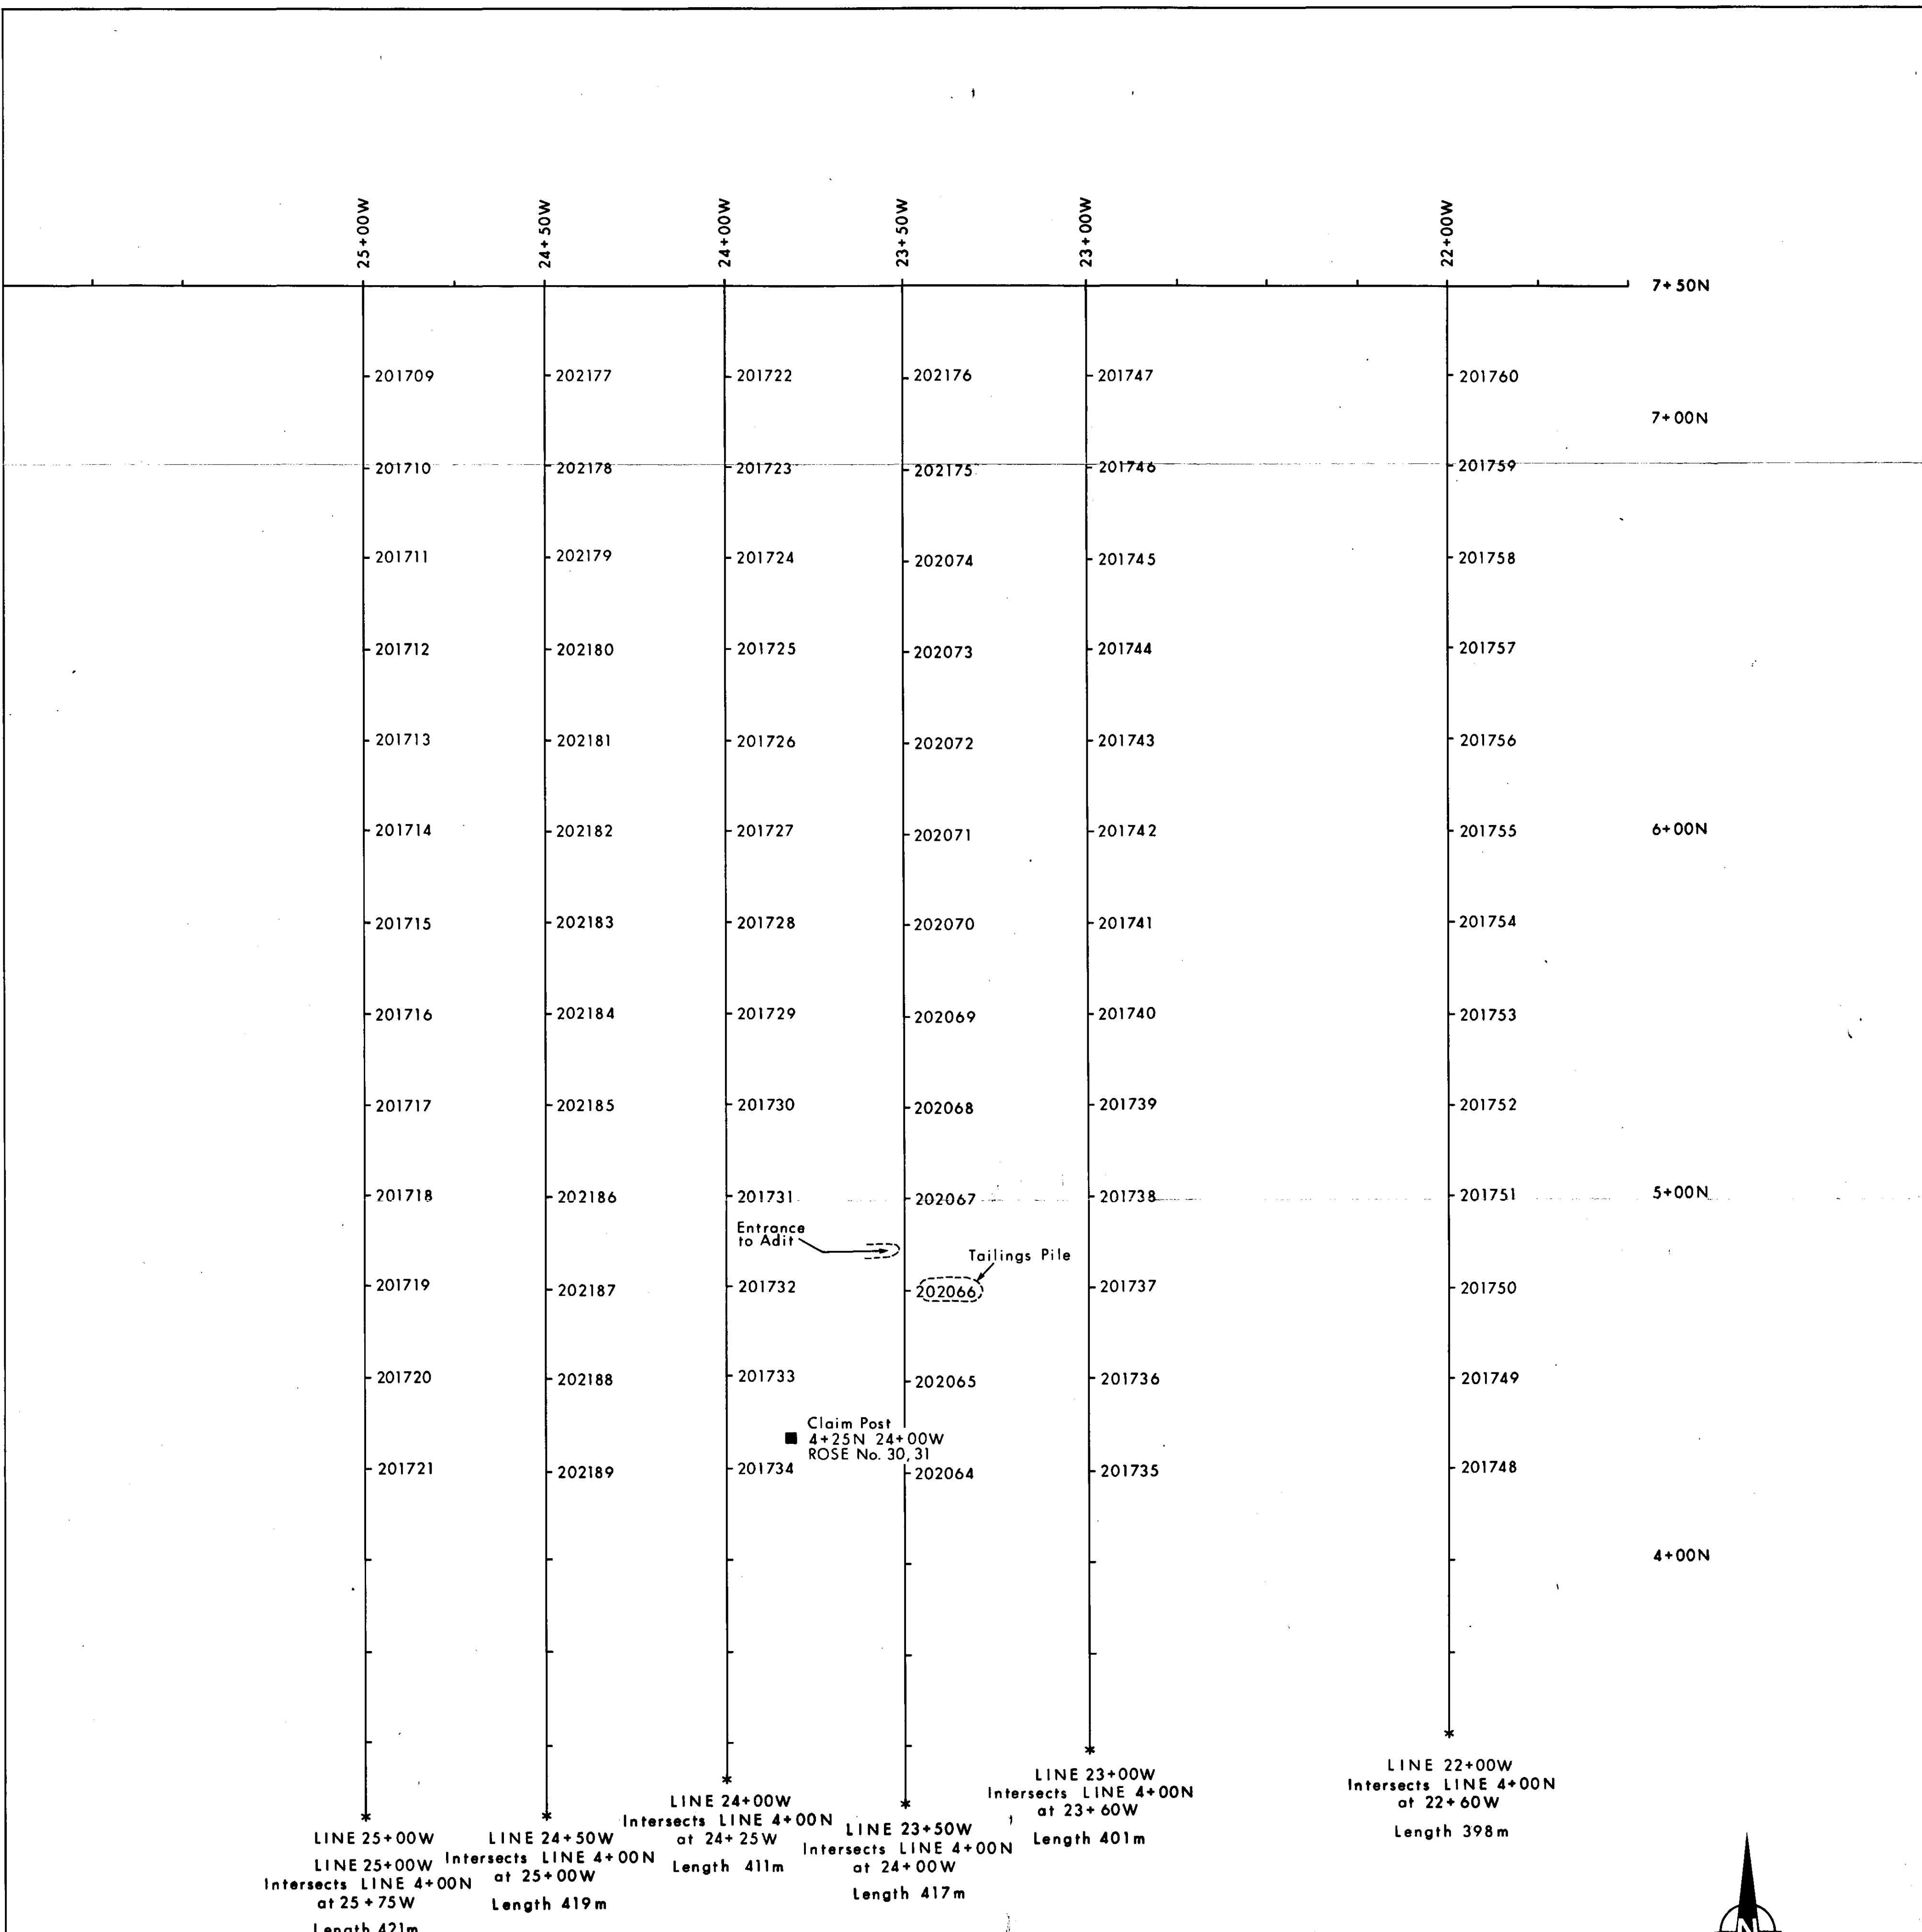 25+00W
24+50W
24+00W
23+50W
23+00W
22+00W
7+50N
201709 202177 201722 202176 201747 201760
7+00N
201710 202178 201723 202175 201746 201759
201711 202179 201724 202074 201745 201758
201712 202180 201725 202073 201744 201757
201713 202181 201726 202072 201743 201756
201714 202182 201727 202071 201742 201755 6+00N
201715 202183 201728 202070 201741 201754
201716 202184 201729 202069 201740 201753
201717 202185 201730 202068 201739 201752
201718 202186 201731 202067 201738 201751 5+00N
Entrance
to Adit
Tailings Pile
201719 202187 201732 202066 201737 201750
201720 202188 201733 202065 201736 201749
Claim Post
4+25N 24+00W
ROSE No. 30, 31
201721 202189 201734 202064 201735 201748
4+00N
LINE 25+00W
LINE 25+00W
Intersects LINE 4+00N
at 25+75W
Length 421m
LINE 24+50W
Intersects LINE 4+00N
at 25+00W
Length 419m
LINE 24+00W
Intersects LINE 4+00N
at 24+25W
Length 411m
LINE 23+50W
Intersects LINE 4+00N
at 24+00W
Length 417m
LINE 23+00W
Intersects LINE 4+00N
at 23+60W
Length 401m
LINE 22+00W
Intersects LINE 4+00N
at 22+60W
Length 398m
N